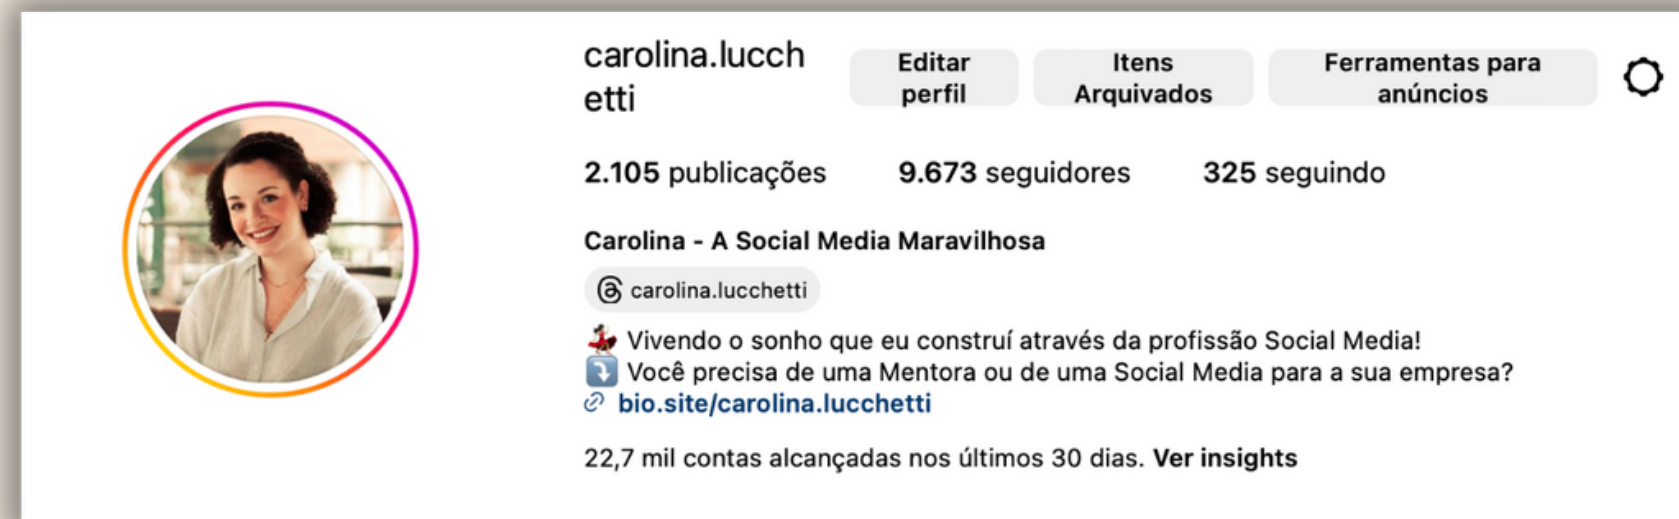 carolina.lucch
etti
Editar
perfil
Itens
Arquivados
Ferramentas para
anúncios
2.105 publicações 9.673 seguidores 325 seguindo
Carolina - A Social Media Maravilhosa
carolina.lucchetti
💃🏻 Vivendo o sonho que eu construí através da profissão Social Media!
⤵️ Você precisa de uma Mentora ou de uma Social Media para a sua empresa?
bio.site/carolina.lucchetti
22,7 mil contas alcançadas nos últimos 30 dias. Ver insights